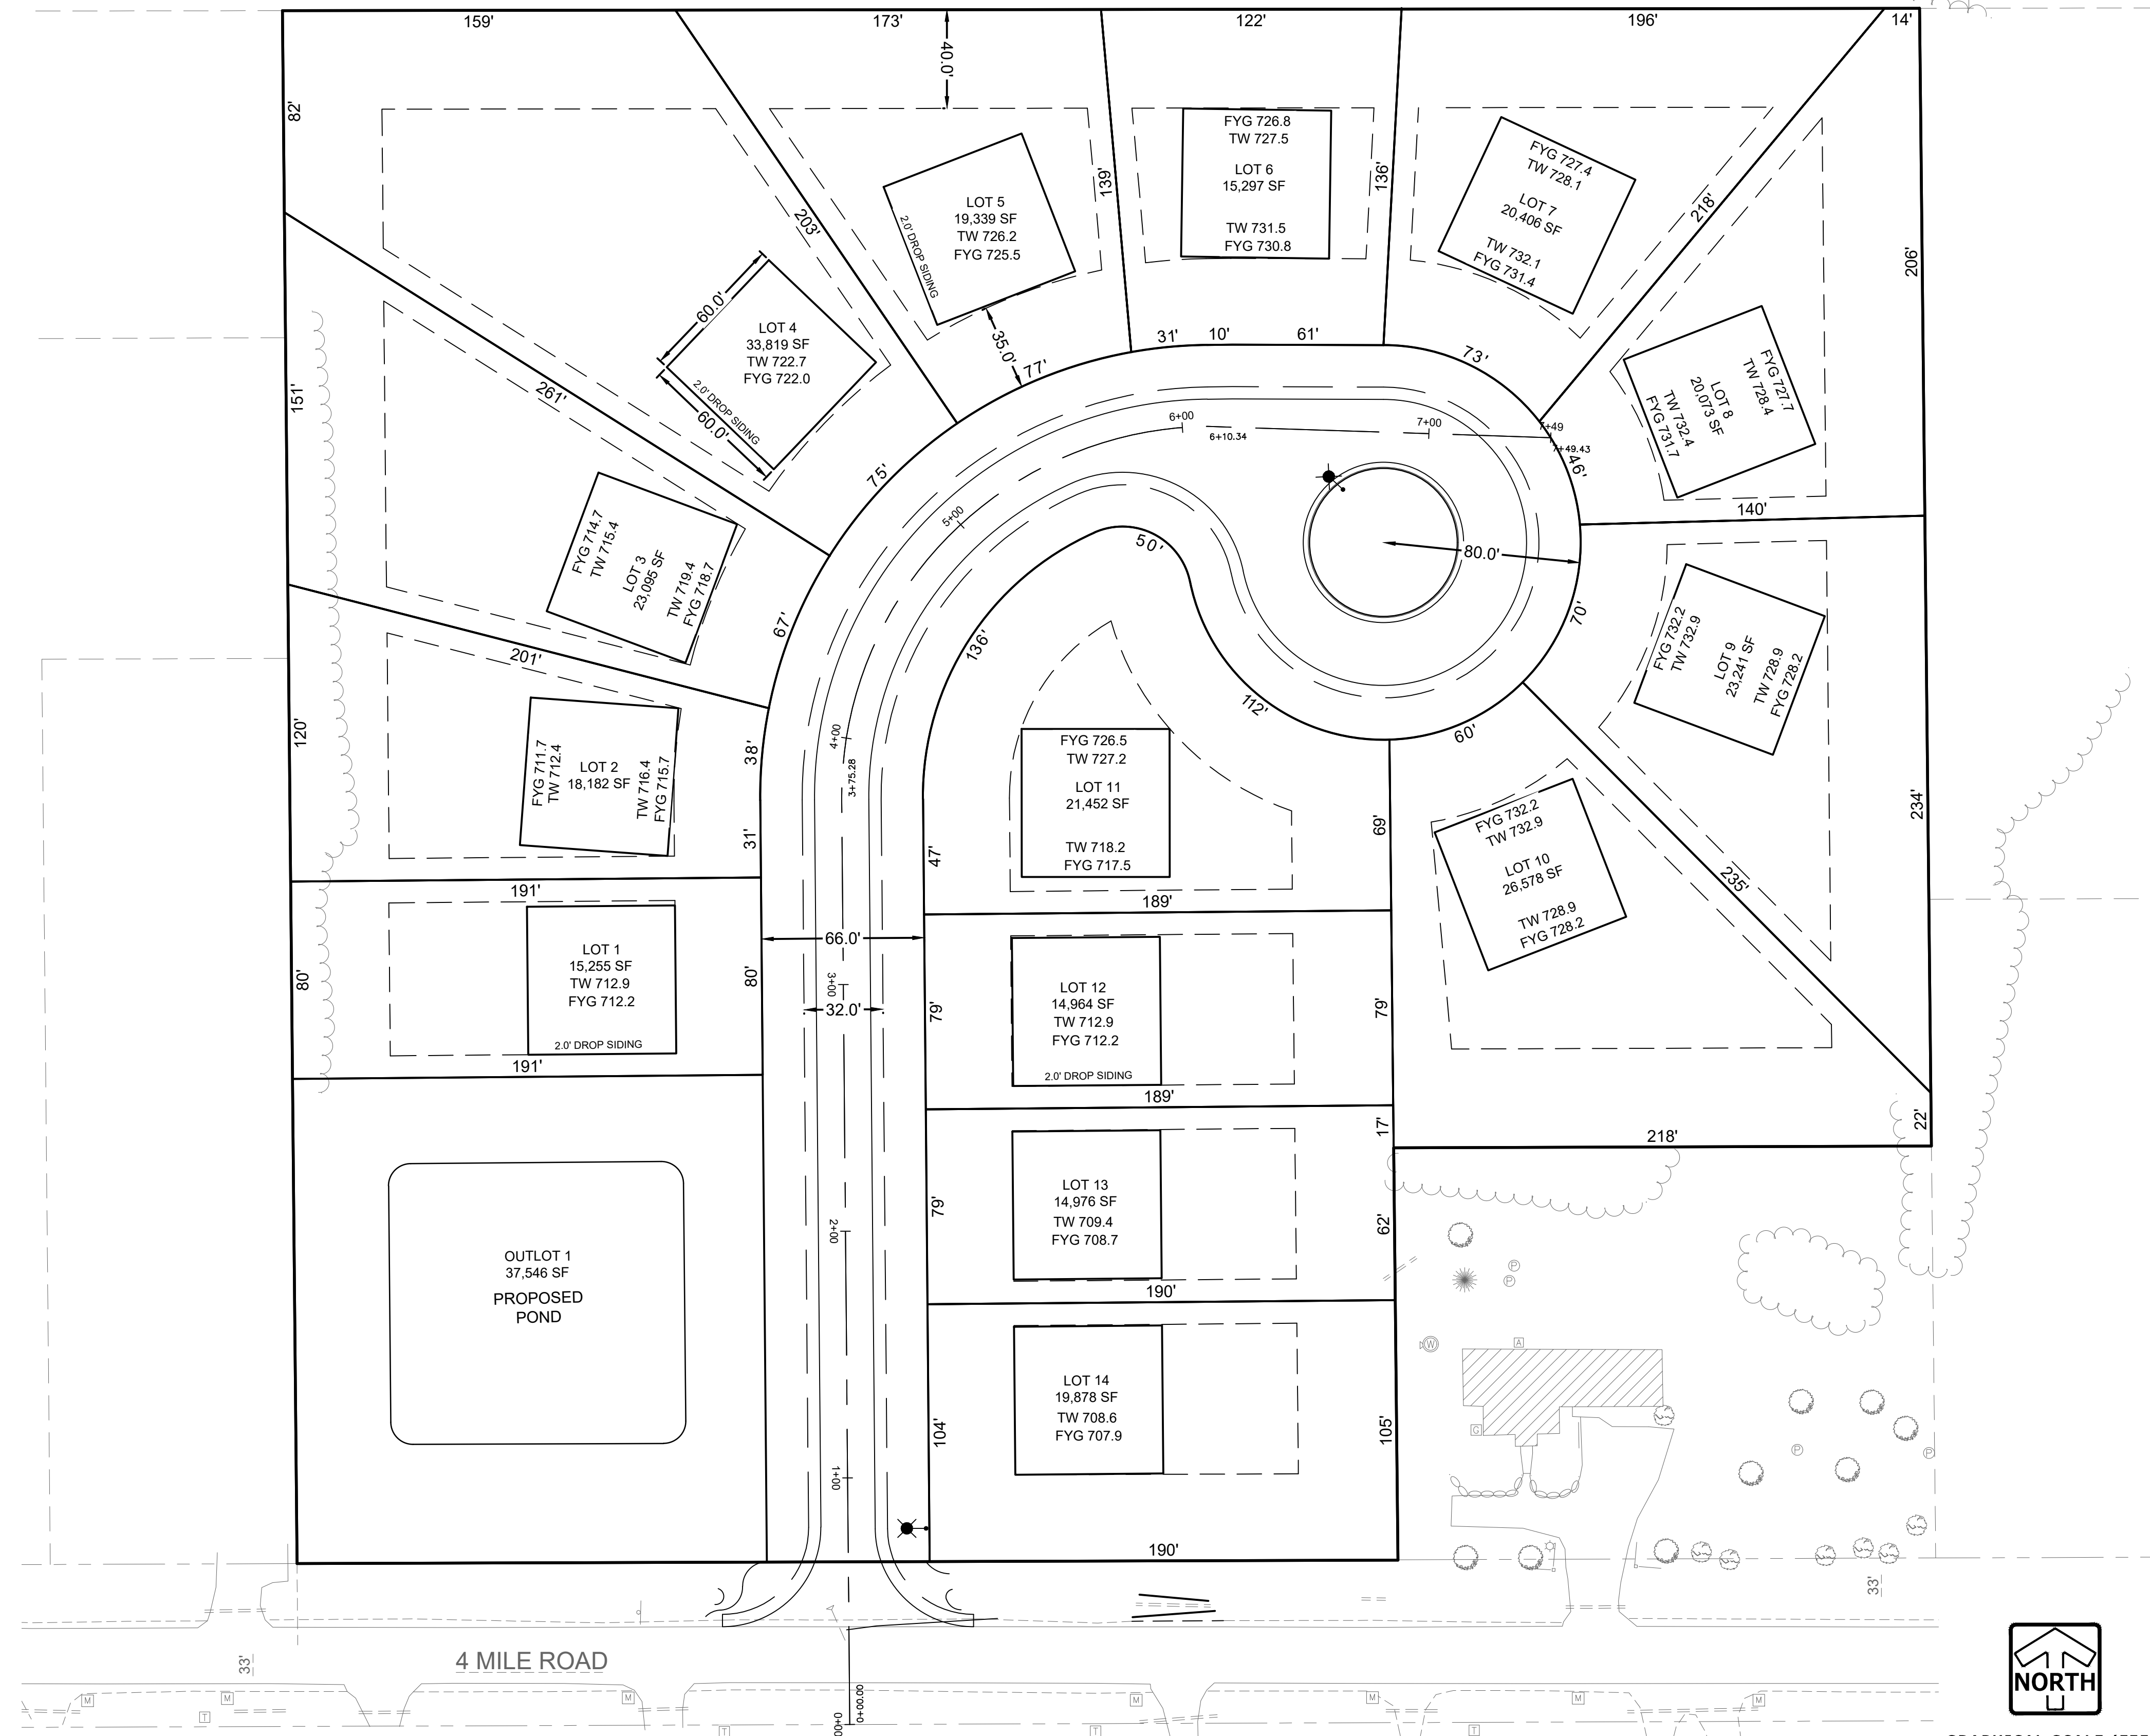 159'
173'
122'
196'
14'
40.0'
82'
139'
136'
203'
218'
206'
FYG 726.8
TW 727.5
LOT 6
15,297 SF
TW 731.5
FYG 730.8
FYG 727.4
TW 728.1
LOT 7
20,406 SF
TW 732.1
FYG 731.4
LOT 5
19,339 SF
TW 726.2
FYG 725.5
2.0' DROP SIDING
60.0'
LOT 4
33,819 SF
TW 722.7
FYG 722.0
2.0' DROP SIDING
60.0'
35.0'
77'
31'
10'
61'
73'
FYG 727.7
TW 728.4
LOT 8
20,073 SF
TW 732.4
FYG 731.7
151'
261'
75'
6+00
6+10.34
7+00
7+49
7+49.43
46'
140'
5+00
50'
80.0'
FYG 714.7
TW 715.4
LOT 3
23,095 SF
TW 719.4
FYG 718.7
67'
136'
70'
FYG 732.2
TW 732.9
LOT 9
23,241 SF
TW 728.9
FYG 728.2
201'
120'
38'
4+00
3+75.28
112'
60'
FYG 711.7
TW 712.4
LOT 2
18,182 SF
TW 716.4
FYG 715.7
31'
47'
FYG 726.5
TW 727.2
LOT 11
21,452 SF
TW 718.2
FYG 717.5
69'
FYG 732.2
TW 732.9
LOT 10
26,578 SF
TW 728.9
FYG 728.2
234'
235'
191'
189'
66.0'
80'
LOT 1
15,255 SF
TW 712.9
FYG 712.2
2.0' DROP SIDING
80'
3+00
32.0'
79'
LOT 12
14,964 SF
TW 712.9
FYG 712.2
2.0' DROP SIDING
79'
191'
189'
17'
22'
218'
79'
LOT 13
14,976 SF
TW 709.4
FYG 708.7
62'
2+00
190'
OUTLOT 1
37,546 SF
PROPOSED
POND
P
P
W
A
LOT 14
19,878 SF
TW 708.6
FYG 707.9
104'
105'
G
P
P
1+00
190'
33'
33'
4 MILE ROAD
NORTH
0+00.00
0+00
M
M
M
M
M
M
M
T
T
T
T